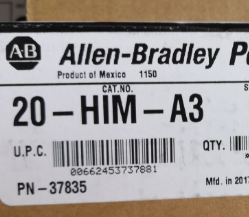 AB Allen-Bradley
Product of Mexico 1150
CAT.NO.
20-HIM-A3
U.P.C. QTY.
00662453737881
PN-37835 Mfd. in 201